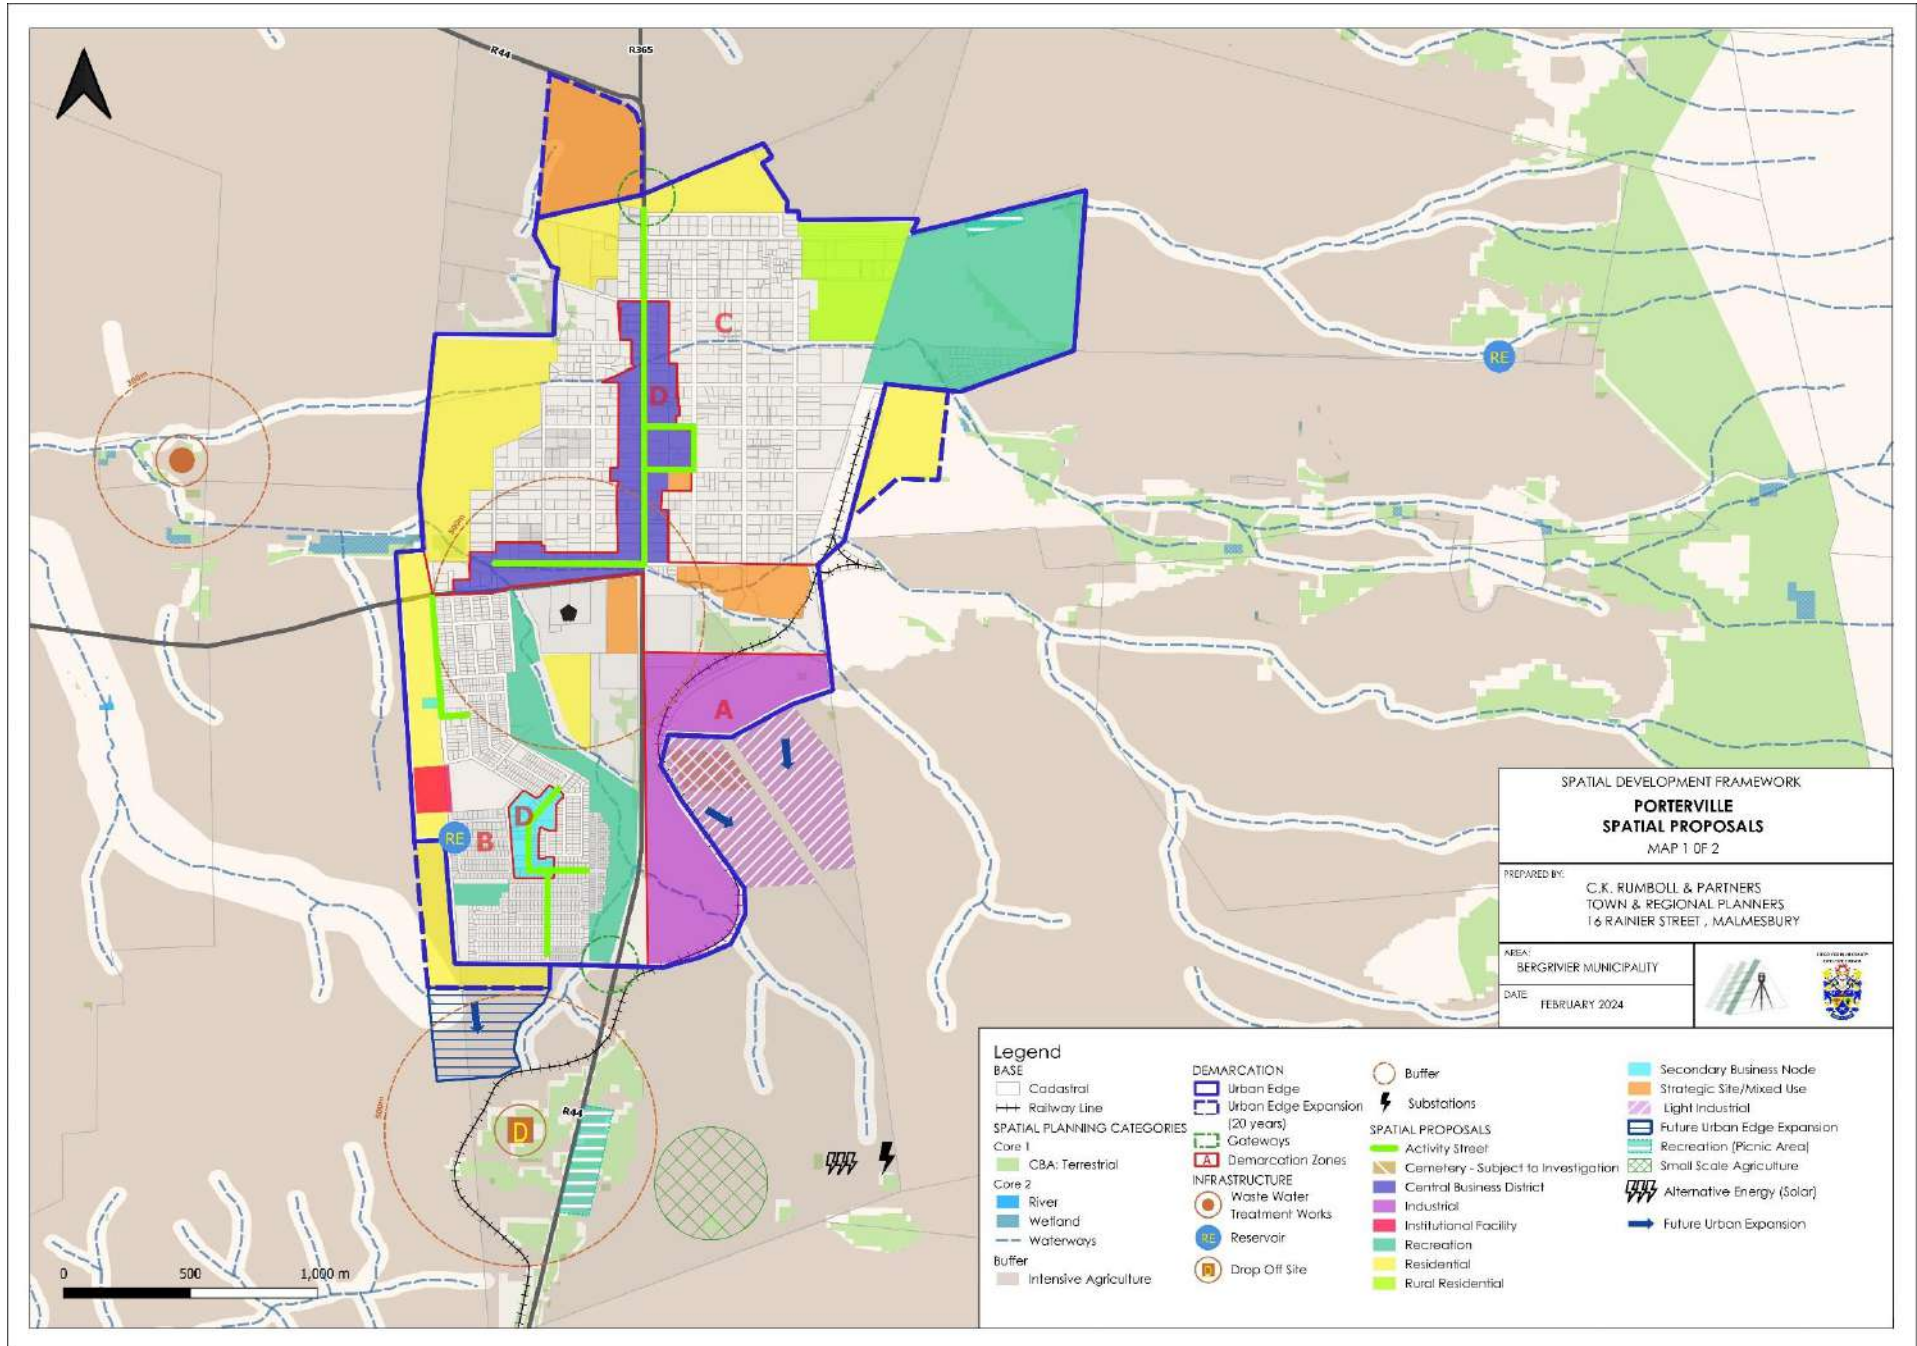 R44
R365
C
D
200m
500m
RE
A
D
RE
B
500m
R44
D
0 500 1,000 m
SPATIAL DEVELOPMENT FRAMEWORK
PORTERVILLE
SPATIAL PROPOSALS
MAP 1 OF 2
PREPARED BY:
C.K. RUMBOLL & PARTNERS
TOWN & REGIONAL PLANNERS
16 RAINIER STREET , MALMESBURY
AREA:
BERGRIVIER MUNICIPALITY
DATE
FEBRUARY 2024
Legend
BASE
Cadastral
Railway Line
SPATIAL PLANNING CATEGORIES
Core 1
CBA: Terrestrial
Core 2
River
Wetland
Waterways
Buffer
Intensive Agriculture
DEMARCATION
Urban Edge
Urban Edge Expansion
(20 years)
Gateways
A Demarcation Zones
INFRASTRUCTURE
Waste Water
Treatment Works
RE Reservoir
D Drop Off Site
Buffer
Substations
SPATIAL PROPOSALS
Activity Street
Cemetery - Subject to Investigation
Central Business District
Industrial
Institutional Facility
Recreation
Residential
Rural Residential
Secondary Business Node
Strategic Site/Mixed Use
Light Industrial
Future Urban Edge Expansion
Recreation (Picnic Area)
Small Scale Agriculture
Alternative Energy (Solar)
Future Urban Expansion